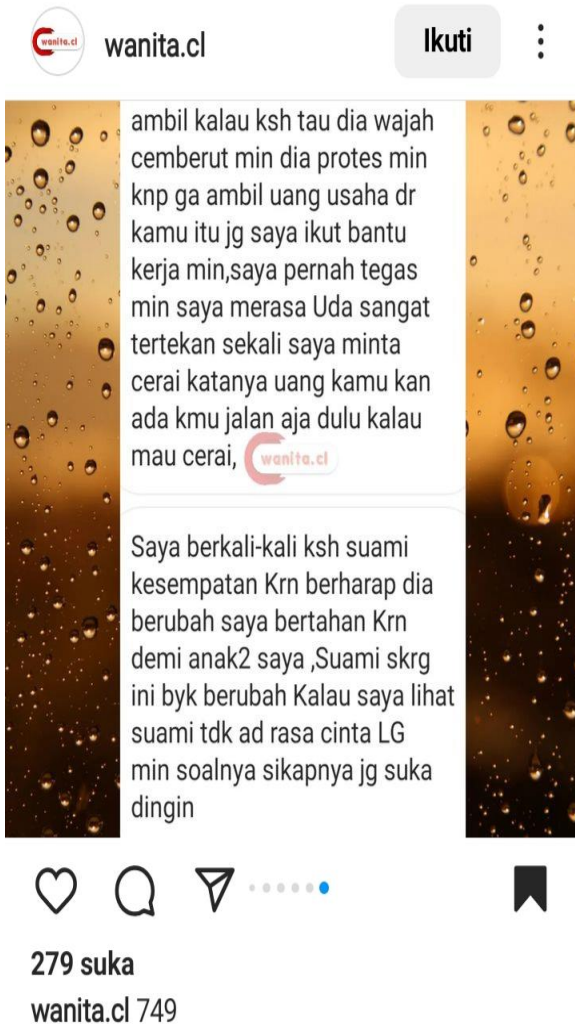 wanita.cl
wanita.cl
Ikuti
ambil kalau ksh tau dia wajah
cemberut min dia protes min
knp ga ambil uang usaha dr
kamu itu jg saya ikut bantu
kerja min,saya pernah tegas
min saya merasa Uda sangat
tertekan sekali saya minta
cerai katanya uang kamu kan
ada kmu jalan aja dulu kalau
mau cerai,
wanita.cl
Saya berkali-kali ksh suami
kesempatan Krn berharap dia
berubah saya bertahan Krn
demi anak2 saya ,Suami skrg
ini byk berubah Kalau saya lihat
suami tdk ad rasa cinta LG
min soalnya sikapnya jg suka
dingin
279 suka
wanita.cl 749